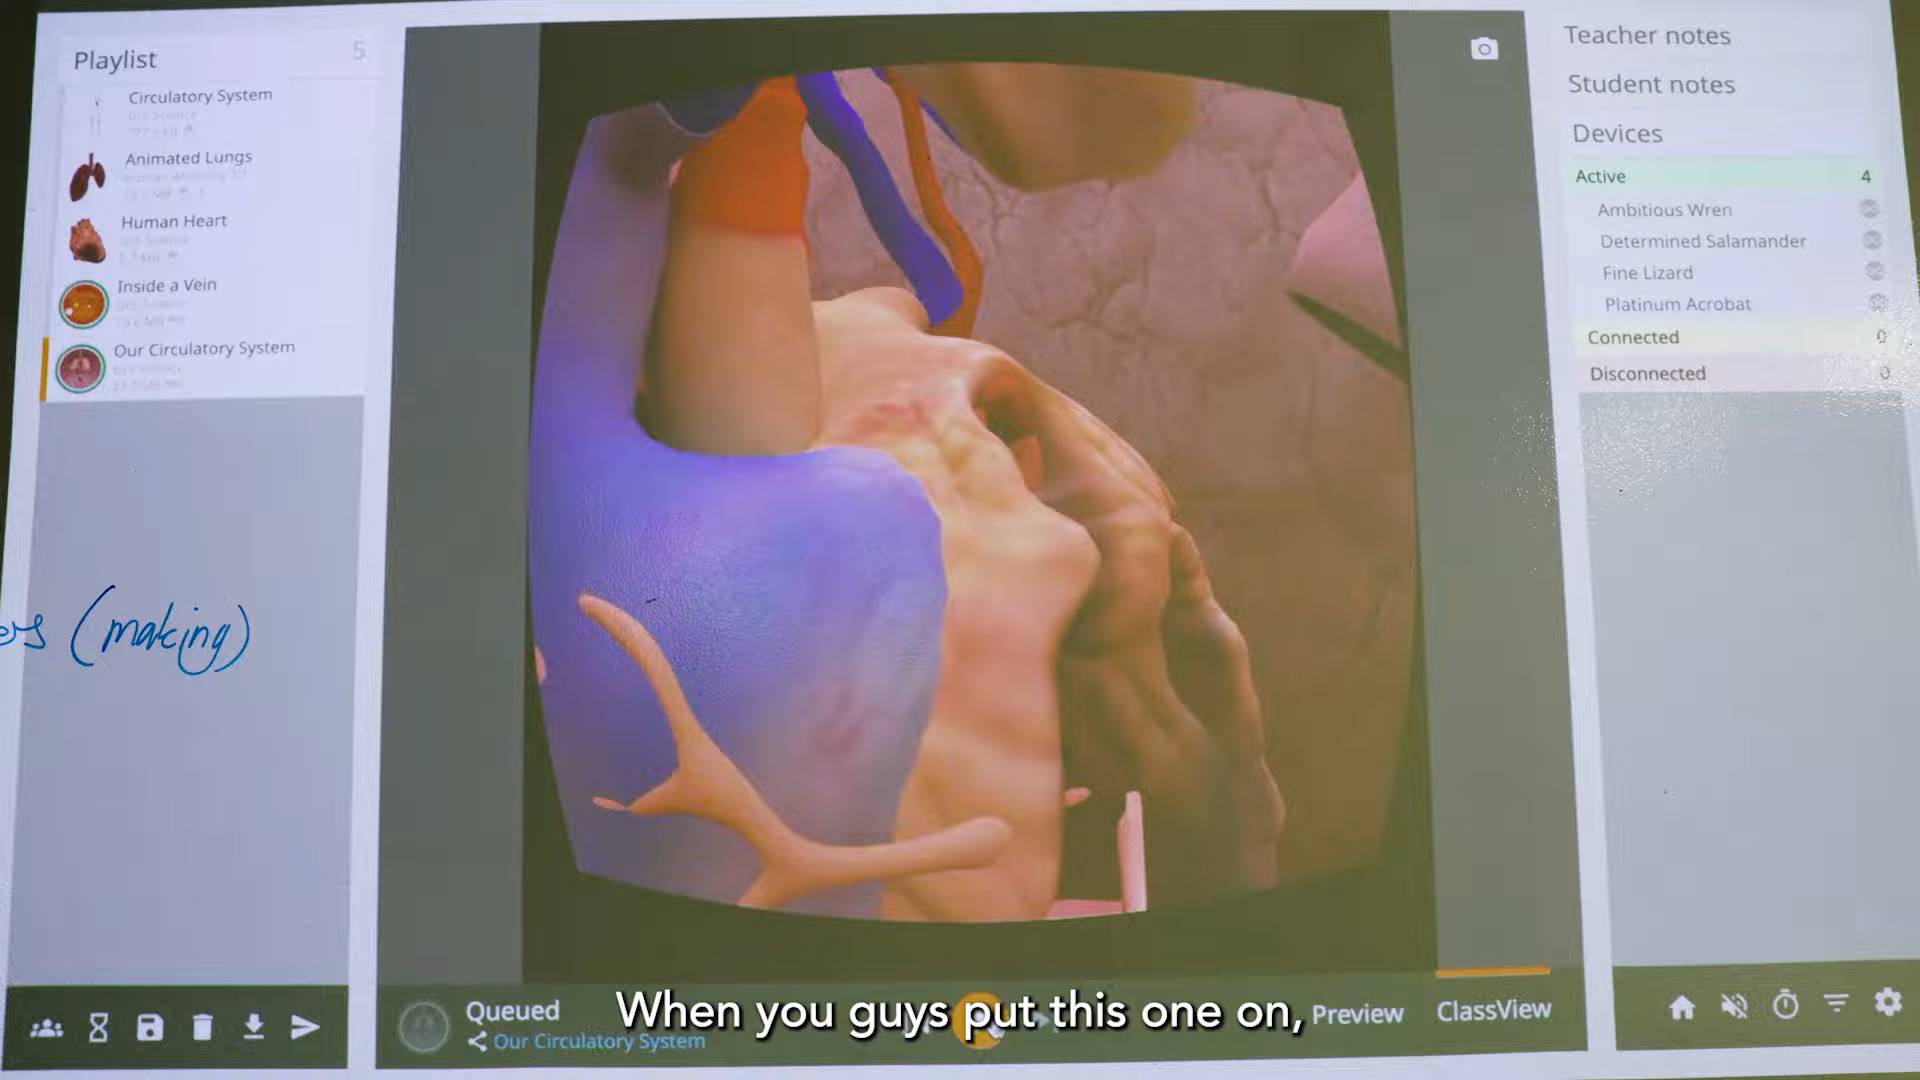 Playlist
5
Circulatory System
Animated Lungs
Human Heart
Inside a Vein
Our Circulatory System
(making)
Teacher notes
Student notes
Devices
Active 4
Ambitious Wren
Determined Salamander
Fine Lizard
Platinum Acrobat
Connected 0
Disconnected 0
Queued
Our Circulatory System
When you guys put this one on,
Preview
ClassView